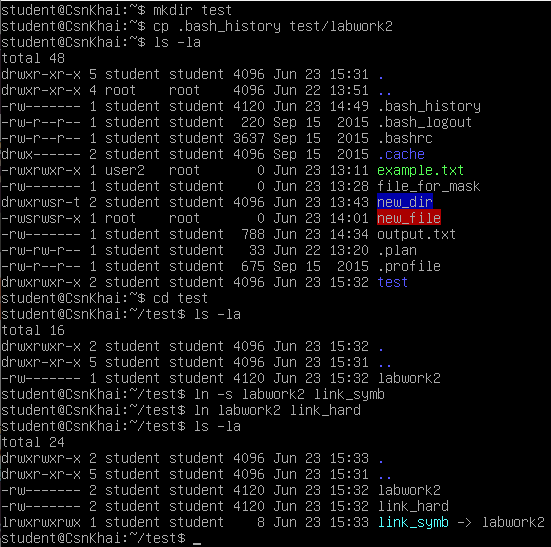 student@CsnKhai:~$ mkdir test
student@CsnKhai:~$ cp .bash_history test/labwork2
student@CsnKhai:~$ ls -la
total 48
drwxr-xr-x 5 student student 4096 Jun 23 15:31 .
drwxr-xr-x 4 root    root    4096 Jun 22 13:51 ..
-rw------- 1 student student 4120 Jun 23 14:49 .bash_history
-rw-r--r-- 1 student student  220 Sep 15  2015 .bash_logout
-rw-r--r-- 1 student student 3637 Sep 15  2015 .bashrc
drwx------ 2 student student 4096 Sep 15  2015 .cache
-rwxrwxr-x 1 user2   root       0 Jun 23 13:11 example.txt
-rw------- 1 student student    0 Jun 23 13:28 file_for_mask
drwxrwsr-t 2 student student 4096 Jun 23 13:43 new_dir
-rwsrwsr-x 1 root    root       0 Jun 23 14:01 new_file
-rw------- 1 student student  788 Jun 23 14:34 output.txt
-rw-rw-r-- 1 student student   33 Jun 22 13:20 .plan
-rw-r--r-- 1 student student  675 Sep 15  2015 .profile
drwxrwxr-x 2 student student 4096 Jun 23 15:32 test
student@CsnKhai:~$ cd test
student@CsnKhai:~/test$ ls -la
total 16
drwxrwxr-x 2 student student 4096 Jun 23 15:32 .
drwxr-xr-x 5 student student 4096 Jun 23 15:31 ..
-rw------- 1 student student 4120 Jun 23 15:32 labwork2
student@CsnKhai:~/test$ ln -s labwork2 link_symb
student@CsnKhai:~/test$ ln labwork2 link_hard
student@CsnKhai:~/test$ ls -la
total 24
drwxrwxr-x 2 student student 4096 Jun 23 15:33 .
drwxr-xr-x 5 student student 4096 Jun 23 15:31 ..
-rw------- 2 student student 4120 Jun 23 15:32 labwork2
-rw------- 2 student student 4120 Jun 23 15:32 link_hard
lrwxrwxrwx 1 student student    8 Jun 23 15:33 link_symb -> labwork2
student@CsnKhai:~/test$ _